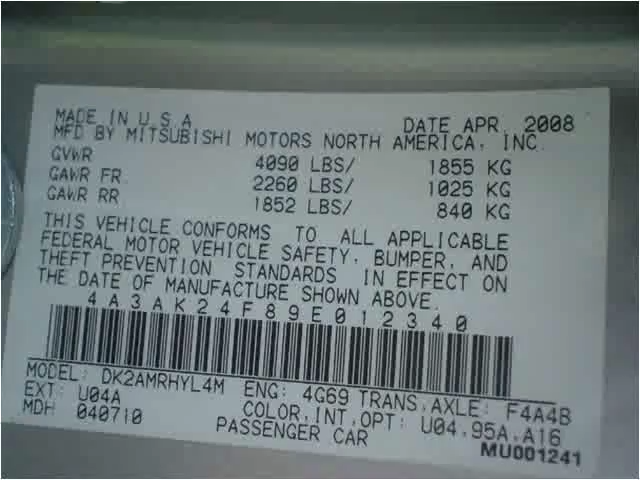 MADE IN U.S.A DATE APR, 2008
MFD BY MITSUBISHI MOTORS NORTH AMERICA, INC.
GVWR 4090 LBS/ 1855 KG
GAWR FR. 2260 LBS/ 1025 KG
GAWR RR 1852 LBS/ 840 KG
THIS VEHICLE CONFORMS TO ALL APPLICABLE
FEDERAL MOTOR VEHICLE SAFETY, BUMPER, AND
THEFT PREVENTION STANDARDS IN EFFECT ON
THE DATE OF MANUFACTURE SHOWN ABOVE.
4A3AK24F89E012340
MODEL: DK2AMRHYL4M ENG: 4G69 TRANS,AXLE: F4A4B
EXT: U04A COLOR,INT,OPT: U04.95A.A16
MDH 040710 PASSENGER CAR
MU001241